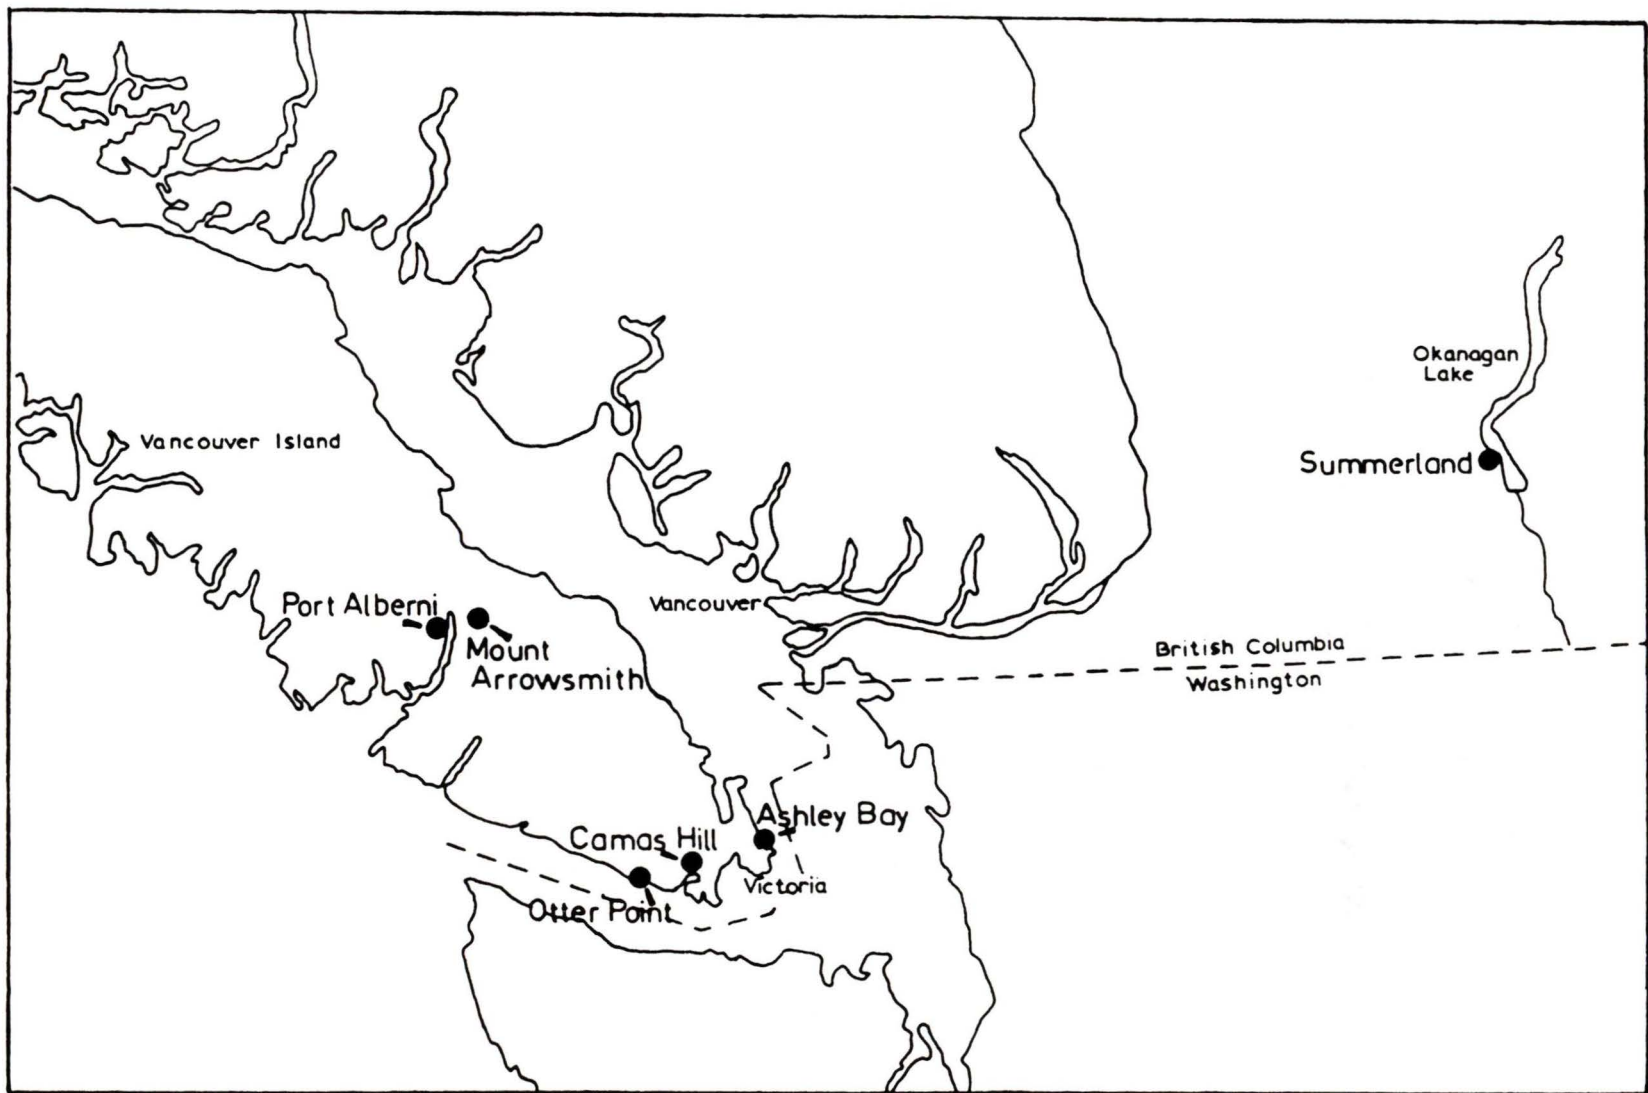 Okanagan
Lake
Vancouver Island
Summerland
Port Alberni
Vancouver
Mount
Arrowsmith
British Columbia
Washington
Ashley Bay
Camas Hill
Victoria
Otter Point